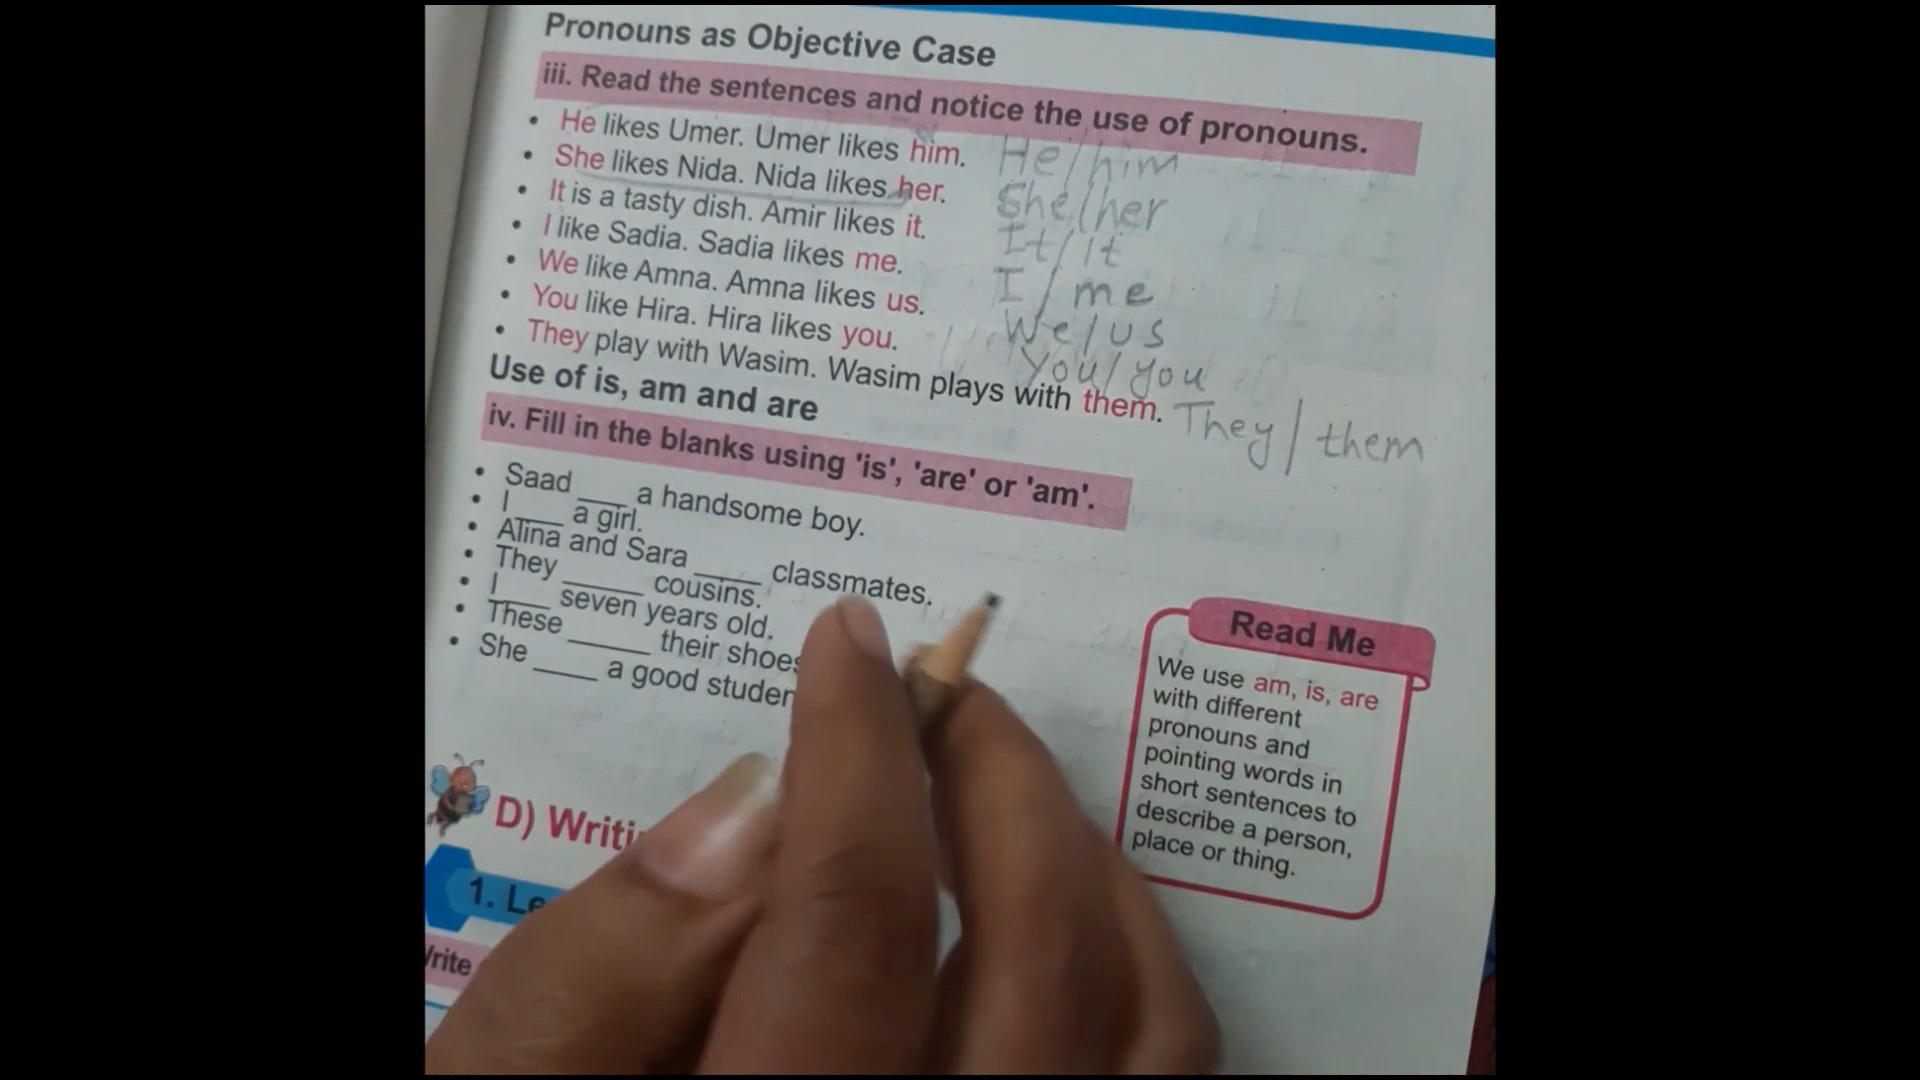 Pronouns as Objective Case
iii. Read the sentences and notice the use of pronouns.
• He likes Umer. Umer likes him. He/him
• She likes Nida. Nida likes her. She/her
• It is a tasty dish. Amir likes it. It/it
• I like Sadia. Sadia likes me. I/me
• We like Amna. Amna likes us. We/us
• You like Hira. Hira likes you. You/you
• They play with Wasim. Wasim plays with them. They/them
Use of is, am and are
iv. Fill in the blanks using 'is', 'are' or 'am'.
• Saad ___ a handsome boy.
• I ___ a girl.
• Alina and Sara ____ classmates.
• They _____ cousins.
• I ____ seven years old.
• These _____ their shoes
• She ____ a good studen
Read Me
We use am, is, are
with different
pronouns and
pointing words in
short sentences to
describe a person,
place or thing.
D) Writi
1. Le
rite